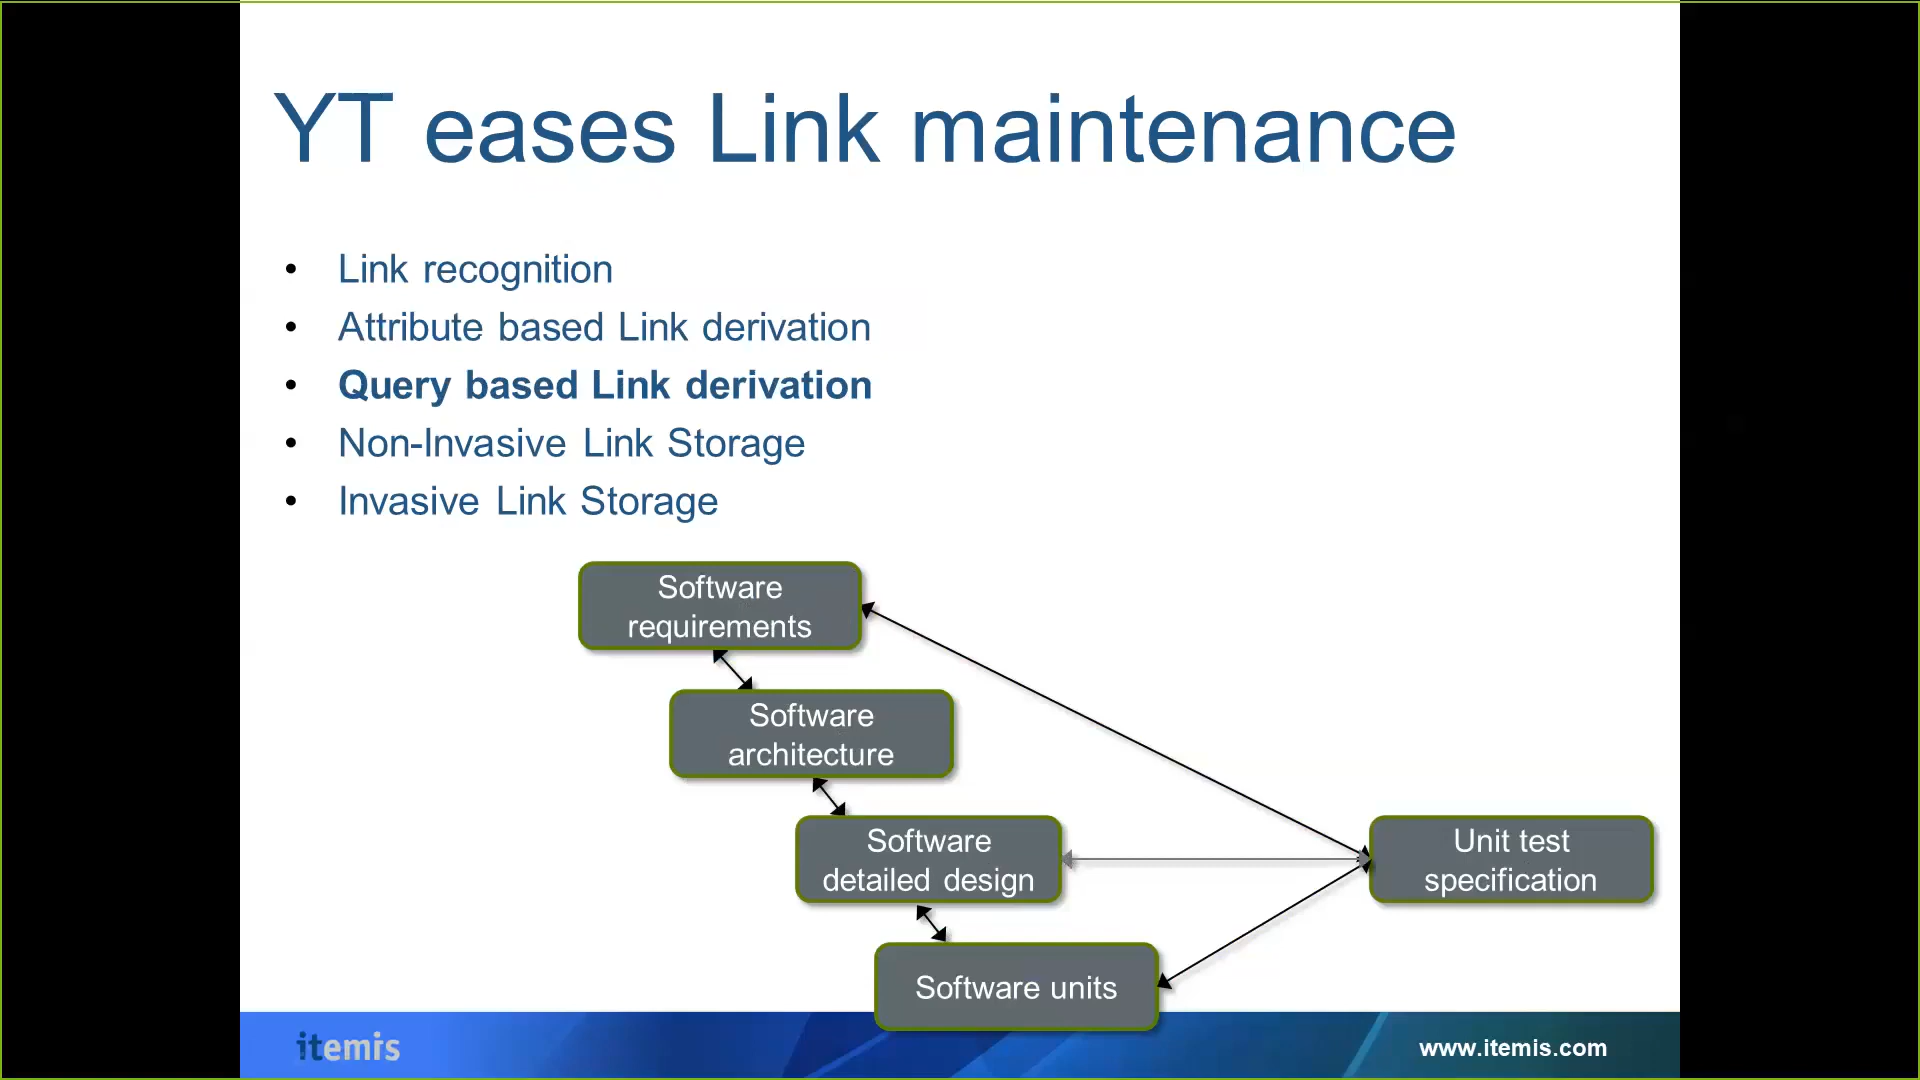 YT eases Link maintenance
• Link recognition
• Attribute based Link derivation
• Query based Link derivation
• Non-Invasive Link Storage
• Invasive Link Storage
Software
requirements
Software
architecture
Software
detailed design
Unit test
specification
Software units
itemis
www.itemis.com